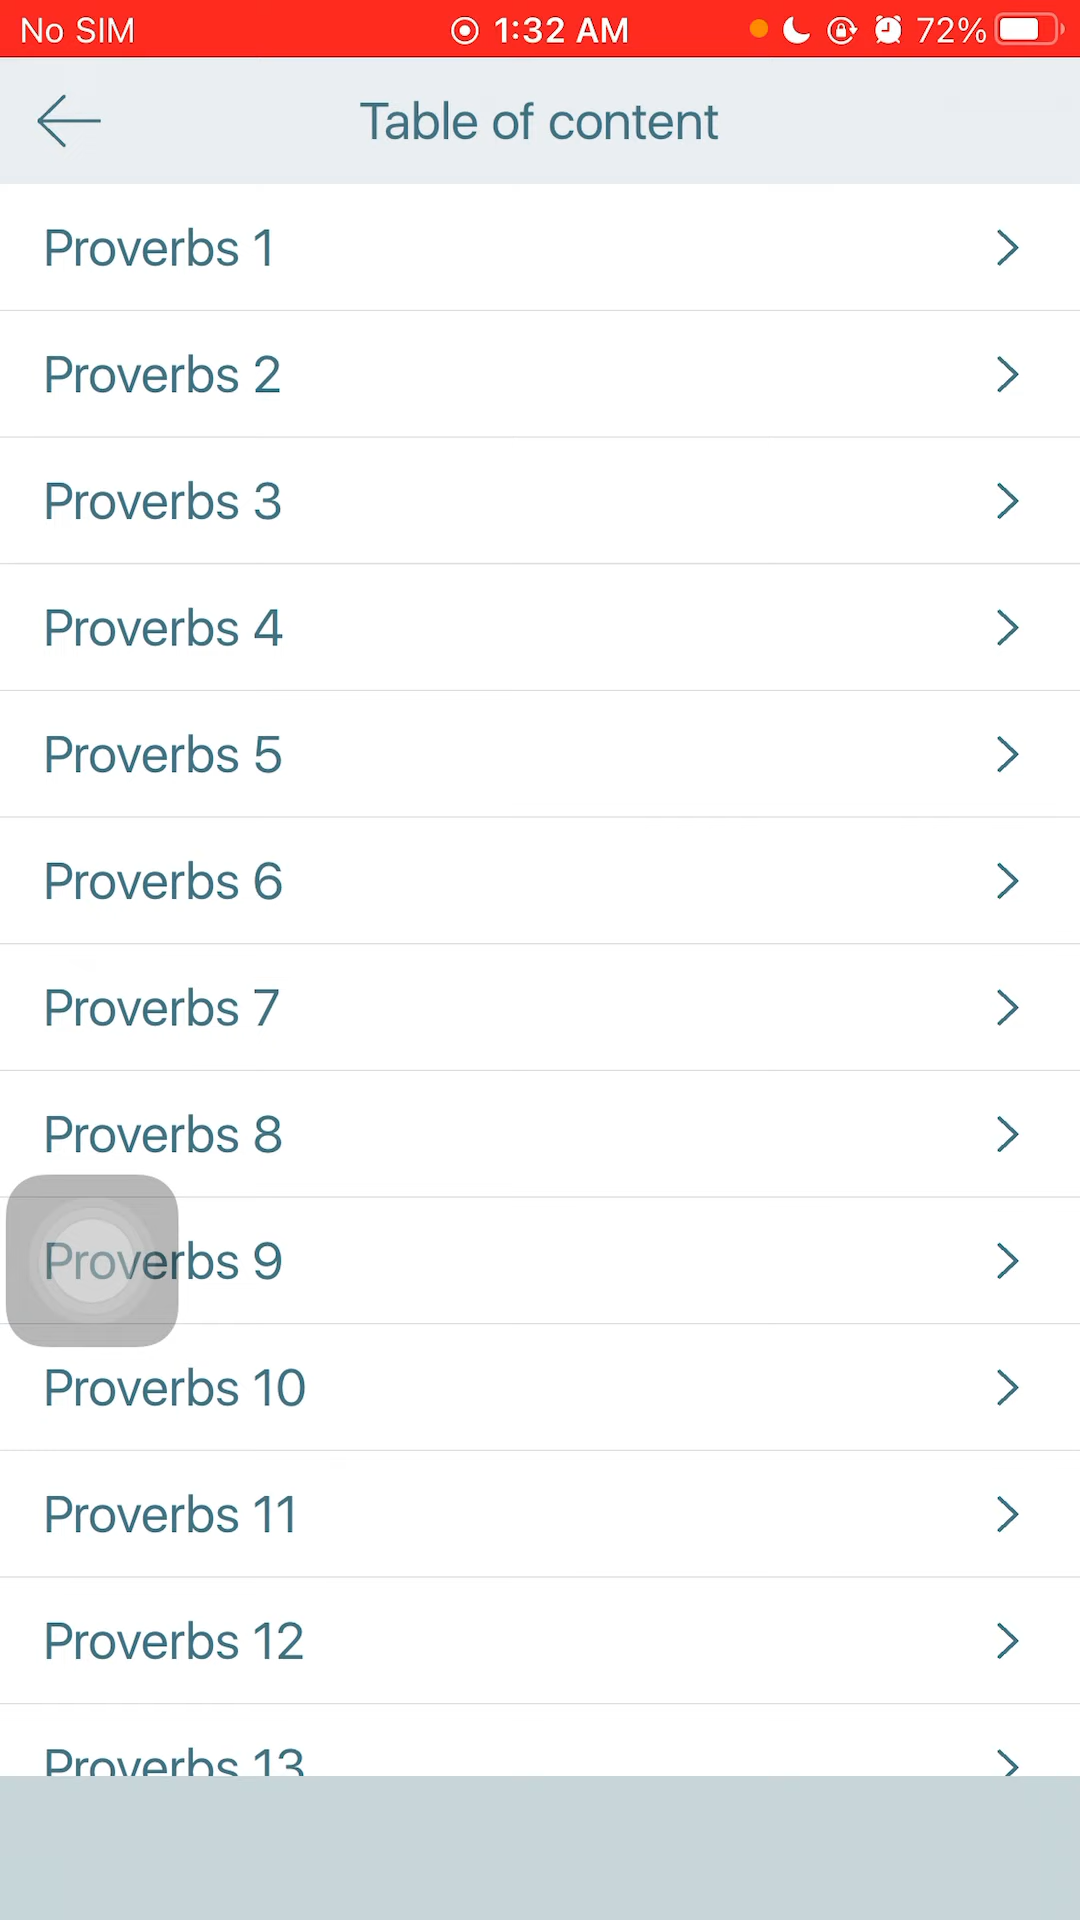 No SIM 1:32 AM 72%
Table of content
Proverbs 1
Proverbs 2
Proverbs 3
Proverbs 4
Proverbs 5
Proverbs 6
Proverbs 7
Proverbs 8
Proverbs 9
Proverbs 10
Proverbs 11
Proverbs 12
Proverbs 13